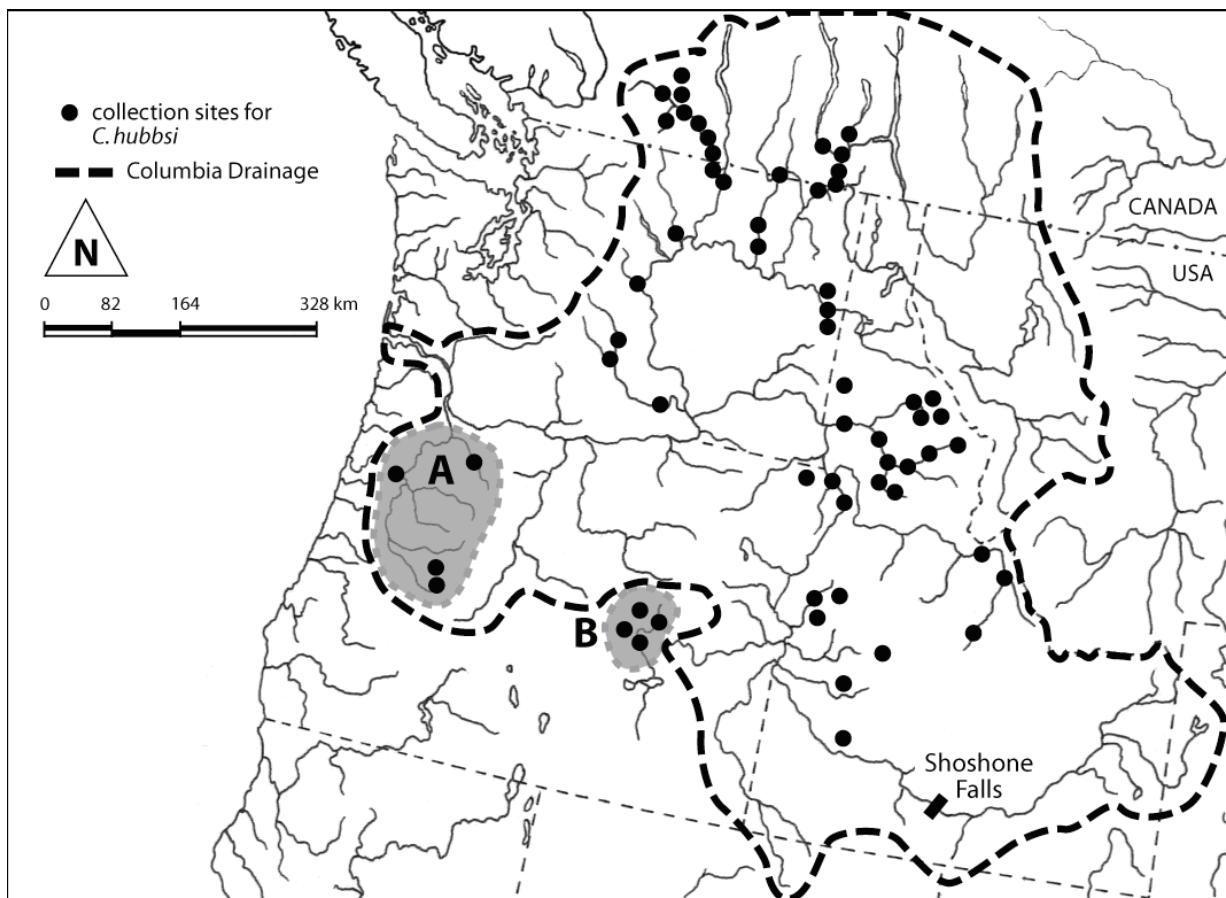 collection sites for
C. hubbsi
Columbia Drainage
N
0 82 164 328 km
CANADA
USA
A
B
Shoshone
Falls